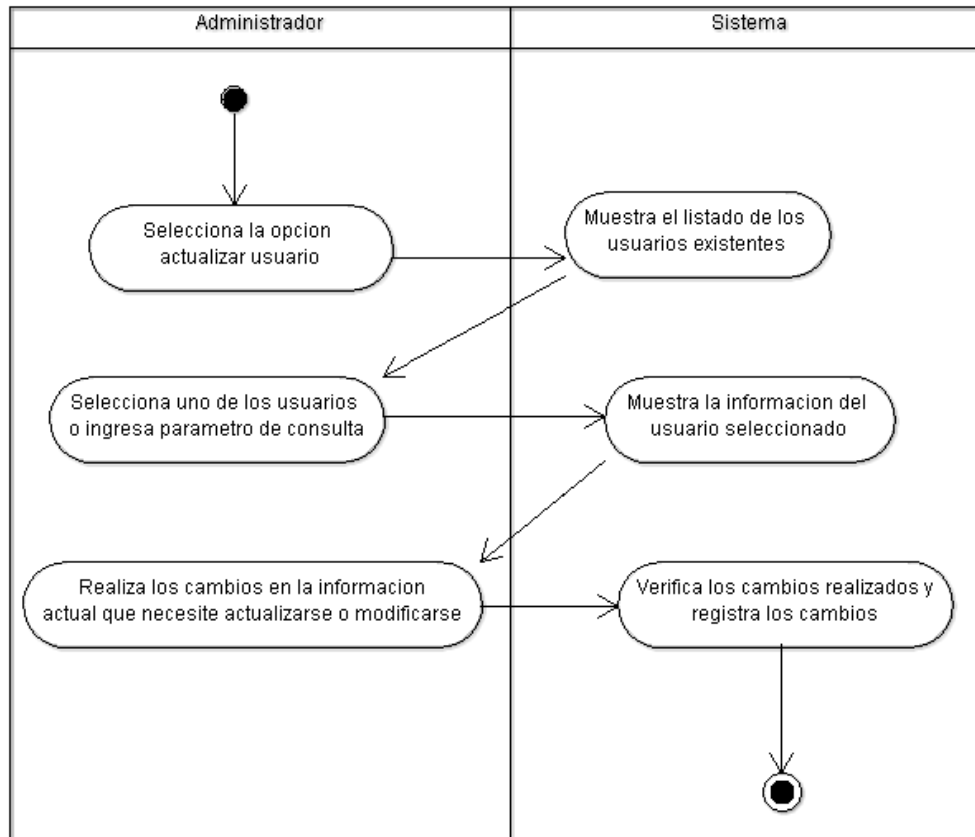 Administrador
Sistema
Selecciona la opcion
actualizar usuario
Muestra el listado de los
usuarios existentes
Selecciona uno de los usuarios
o ingresa parametro de consulta
Muestra la informacion del
usuario seleccionado
Realiza los cambios en la informacion
actual que necesite actualizarse o modificarse
Verifica los cambios realizados y
registra los cambios